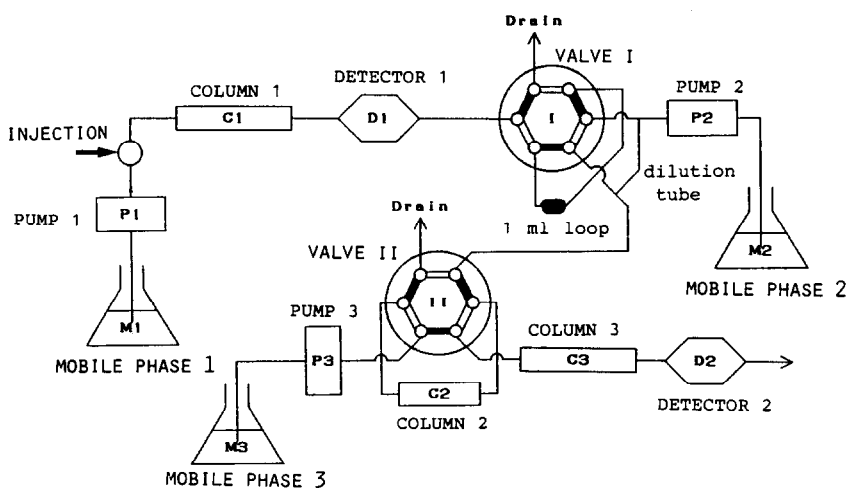 Drain
VALVE I
DETECTOR 1
PUMP 2
COLUMN 1
C1
D1
I
P2
INJECTION
dilution
tube
Drain
1 ml loop
P1
PUMP 1
VALVE II
M2
II
MOBILE PHASE 2
PUMP 3
COLUMN 3
M1
P3
C3
D2
MOBILE PHASE 1
C2
DETECTOR 2
COLUMN 2
M3
MOBILE PHASE 3